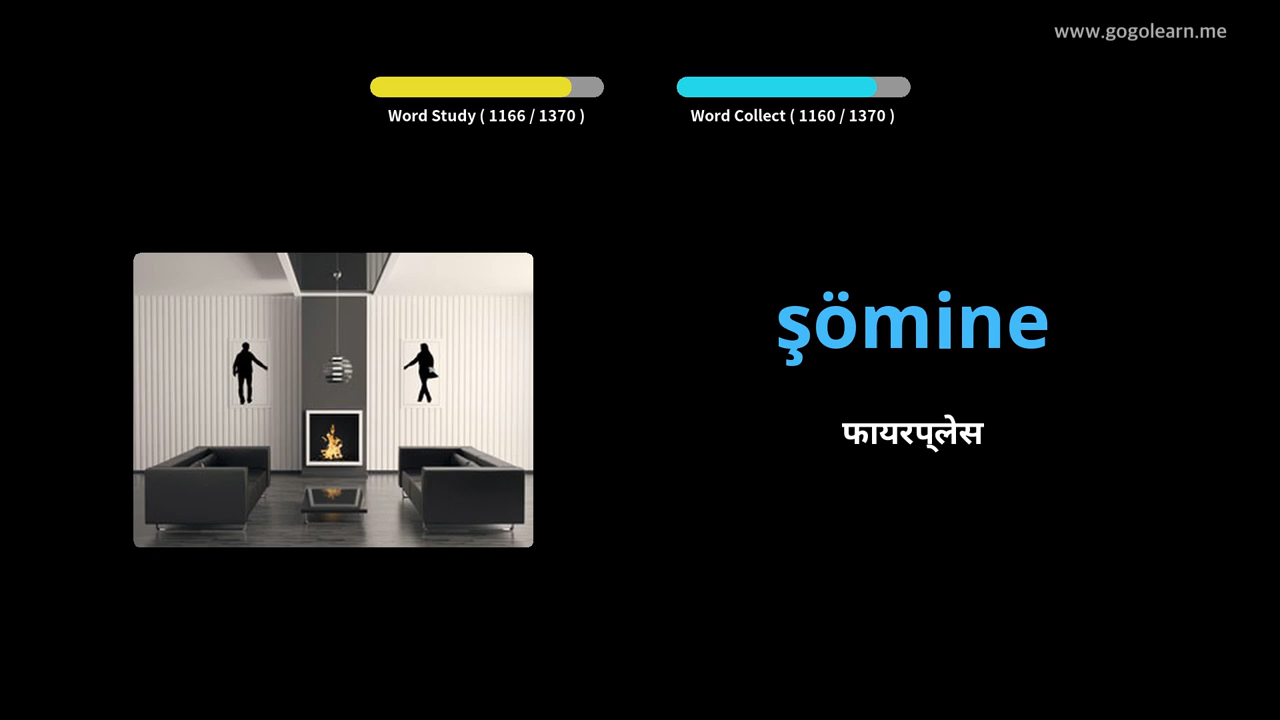 www.gogolearn.me
Word Study ( 1166 / 1370 )
Word Collect ( 1160 / 1370 )
şömine
फायरप्लेस